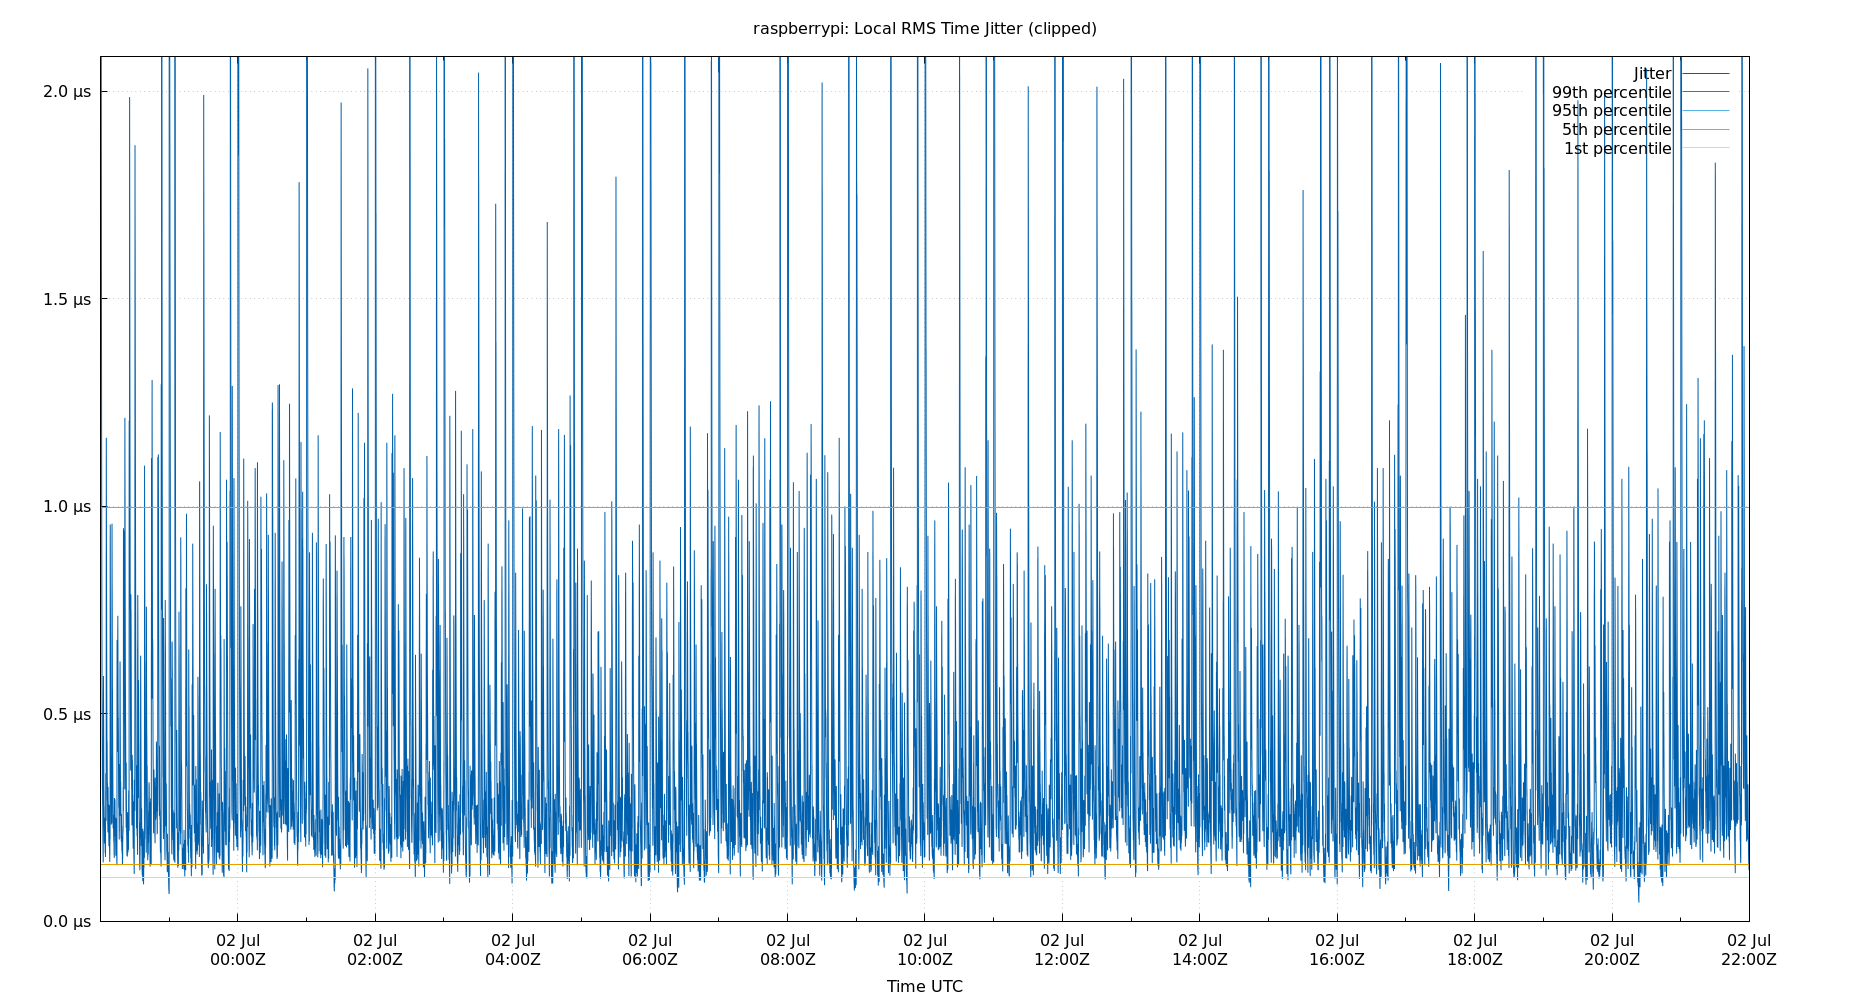 raspberrypi: Local RMS Time Jitter (clipped)
Jitter
99th percentile
95th percentile
5th percentile
1st percentile
2.0 µs
1.5 µs
1.0 µs
0.5 µs
0.0 µs
02 Jul 02 Jul 02 Jul 02 Jul 02 Jul 02 Jul 02 Jul 02 Jul 02 Jul 02 Jul 02 Jul 02 Jul
00:00Z 02:00Z 04:00Z 06:00Z 08:00Z 10:00Z 12:00Z 14:00Z 16:00Z 18:00Z 20:00Z 22:00Z
Time UTC